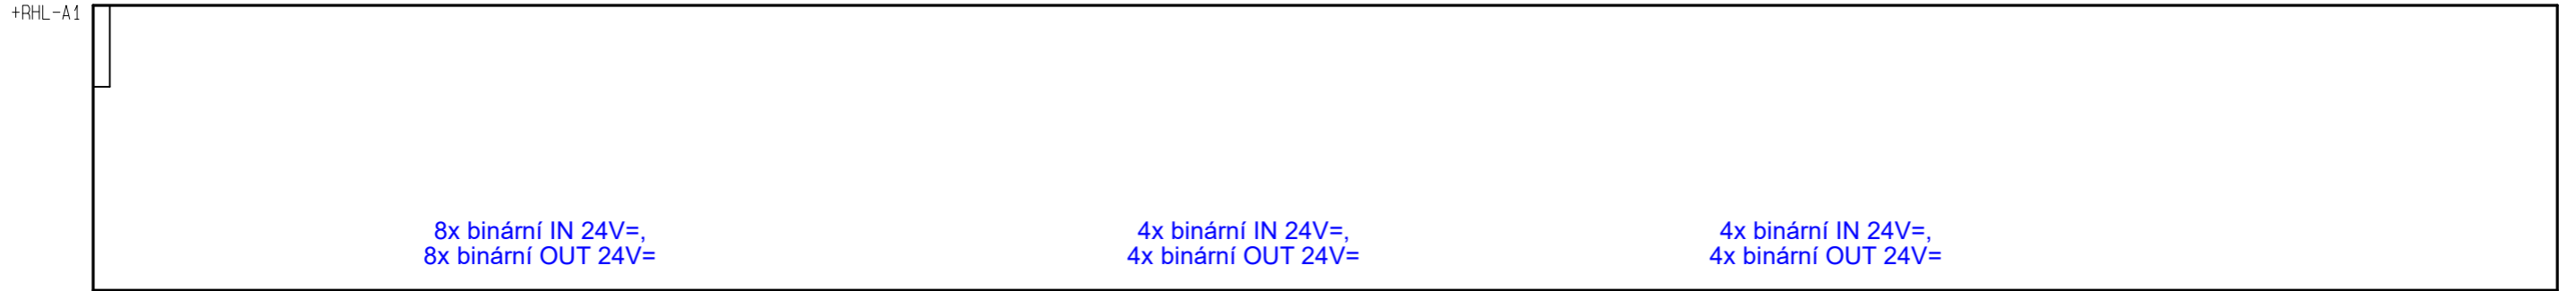 +RHL-A1
8x binární IN 24V=,
8x binární OUT 24V=
4x binární IN 24V=,
4x binární OUT 24V=
4x binární IN 24V=,
4x binární OUT 24V=